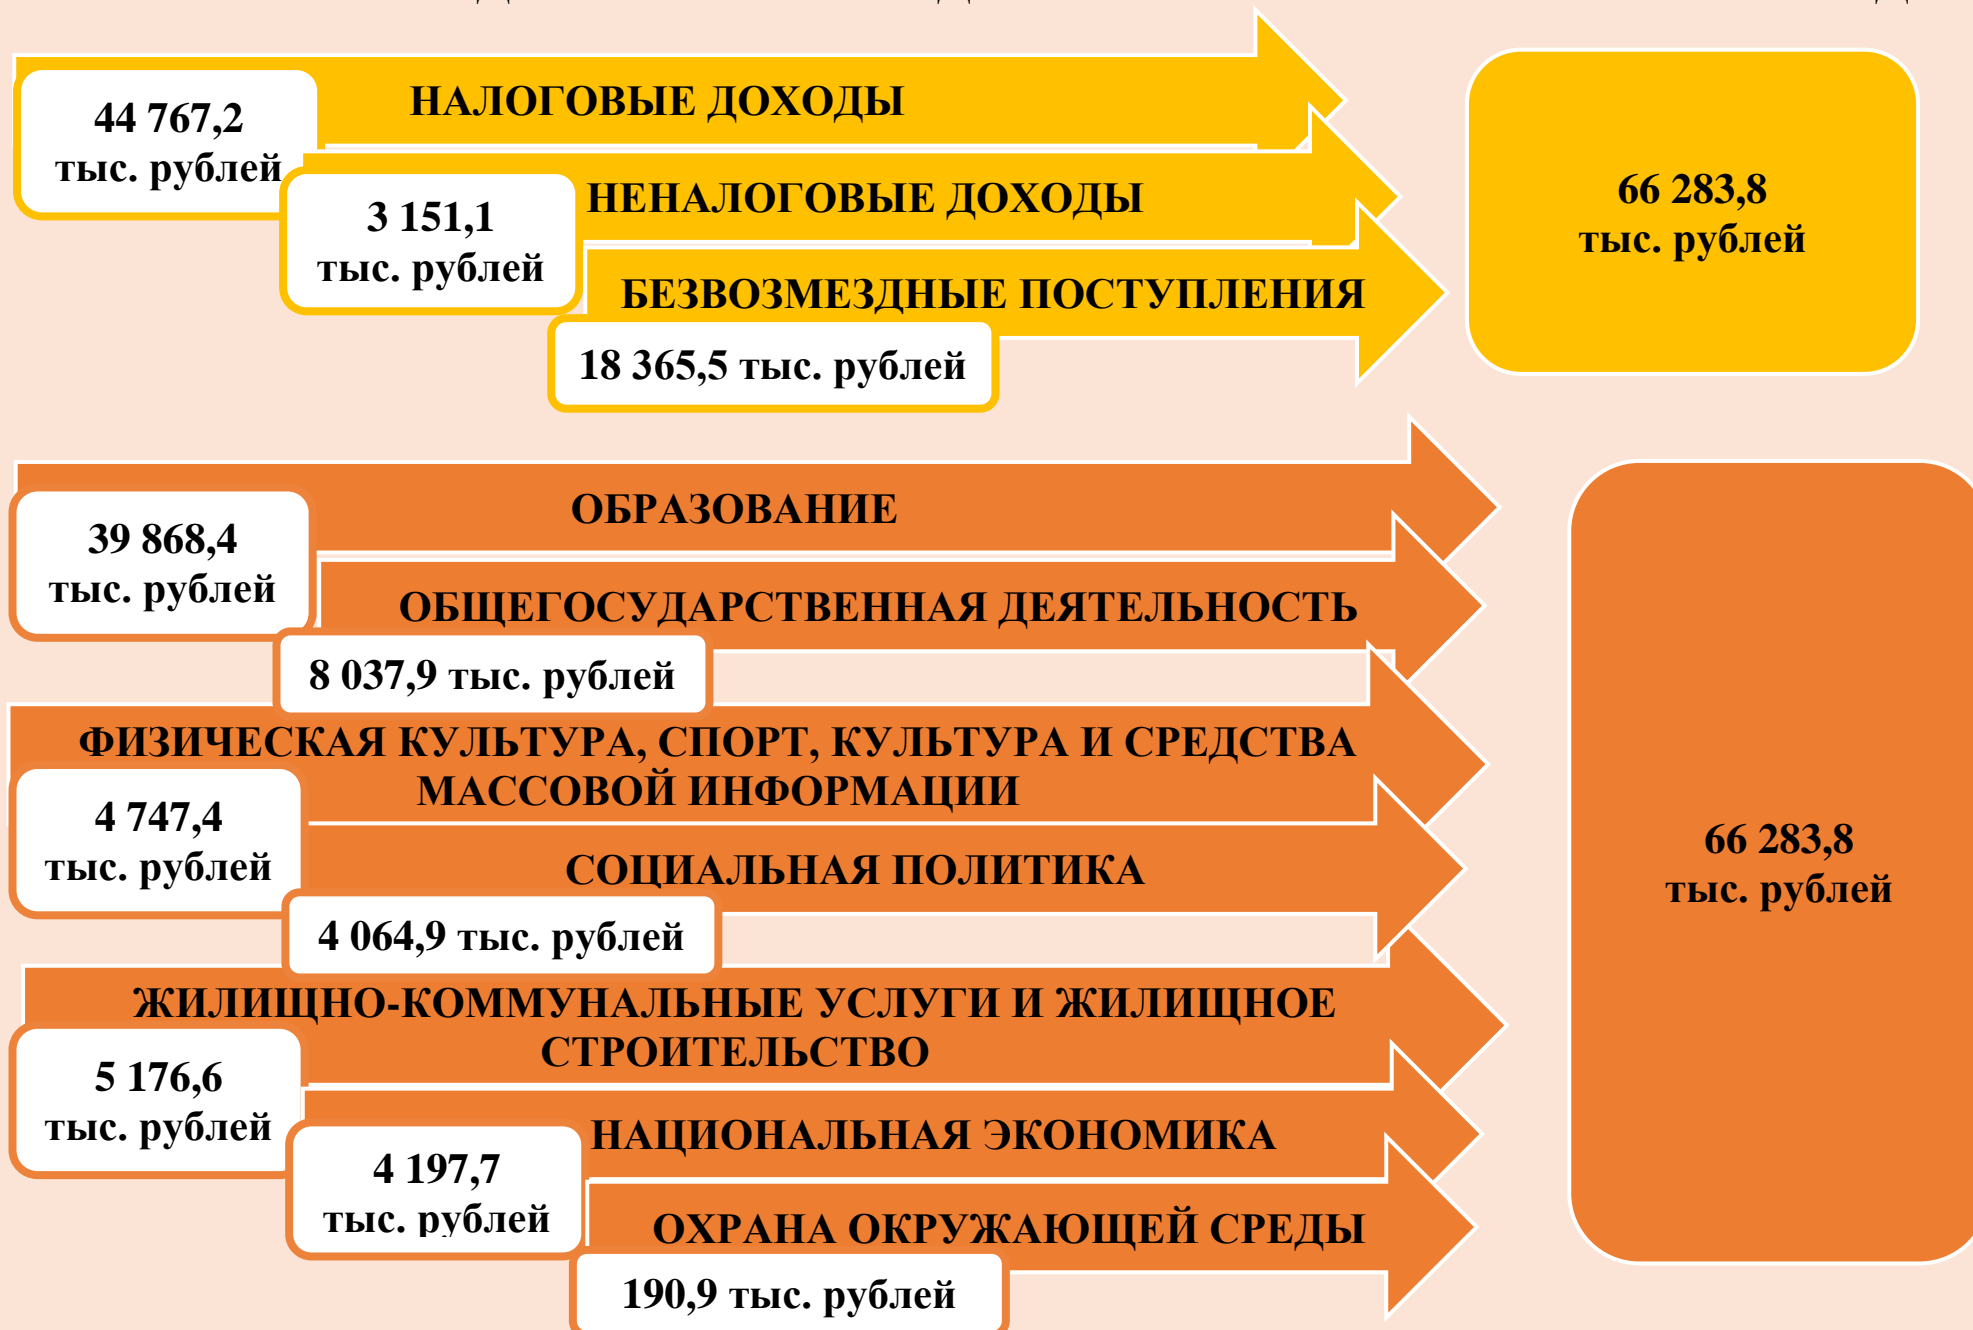 НАЛОГОВЫЕ ДОХОДЫ
44 767,2
тыс. рублей
НЕНАЛОГОВЫЕ ДОХОДЫ
3 151,1
тыс. рублей
БЕЗВОЗМЕЗДНЫЕ ПОСТУПЛЕНИЯ
18 365,5 тыс. рублей
66 283,8
тыс. рублей
ОБРАЗОВАНИЕ
39 868,4
тыс. рублей
ОБЩЕГОСУДАРСТВЕННАЯ ДЕЯТЕЛЬНОСТЬ
8 037,9 тыс. рублей
ФИЗИЧЕСКАЯ КУЛЬТУРА, СПОРТ, КУЛЬТУРА И СРЕДСТВА
МАССОВОЙ ИНФОРМАЦИИ
4 747,4
тыс. рублей
СОЦИАЛЬНАЯ ПОЛИТИКА
4 064,9 тыс. рублей
ЖИЛИЩНО-КОММУНАЛЬНЫЕ УСЛУГИ И ЖИЛИЩНОЕ
СТРОИТЕЛЬСТВО
5 176,6
тыс. рублей
НАЦИОНАЛЬНАЯ ЭКОНОМИКА
4 197,7
тыс. рублей
ОХРАНА ОКРУЖАЮЩЕЙ СРЕДЫ
190,9 тыс. рублей
66 283,8
тыс. рублей